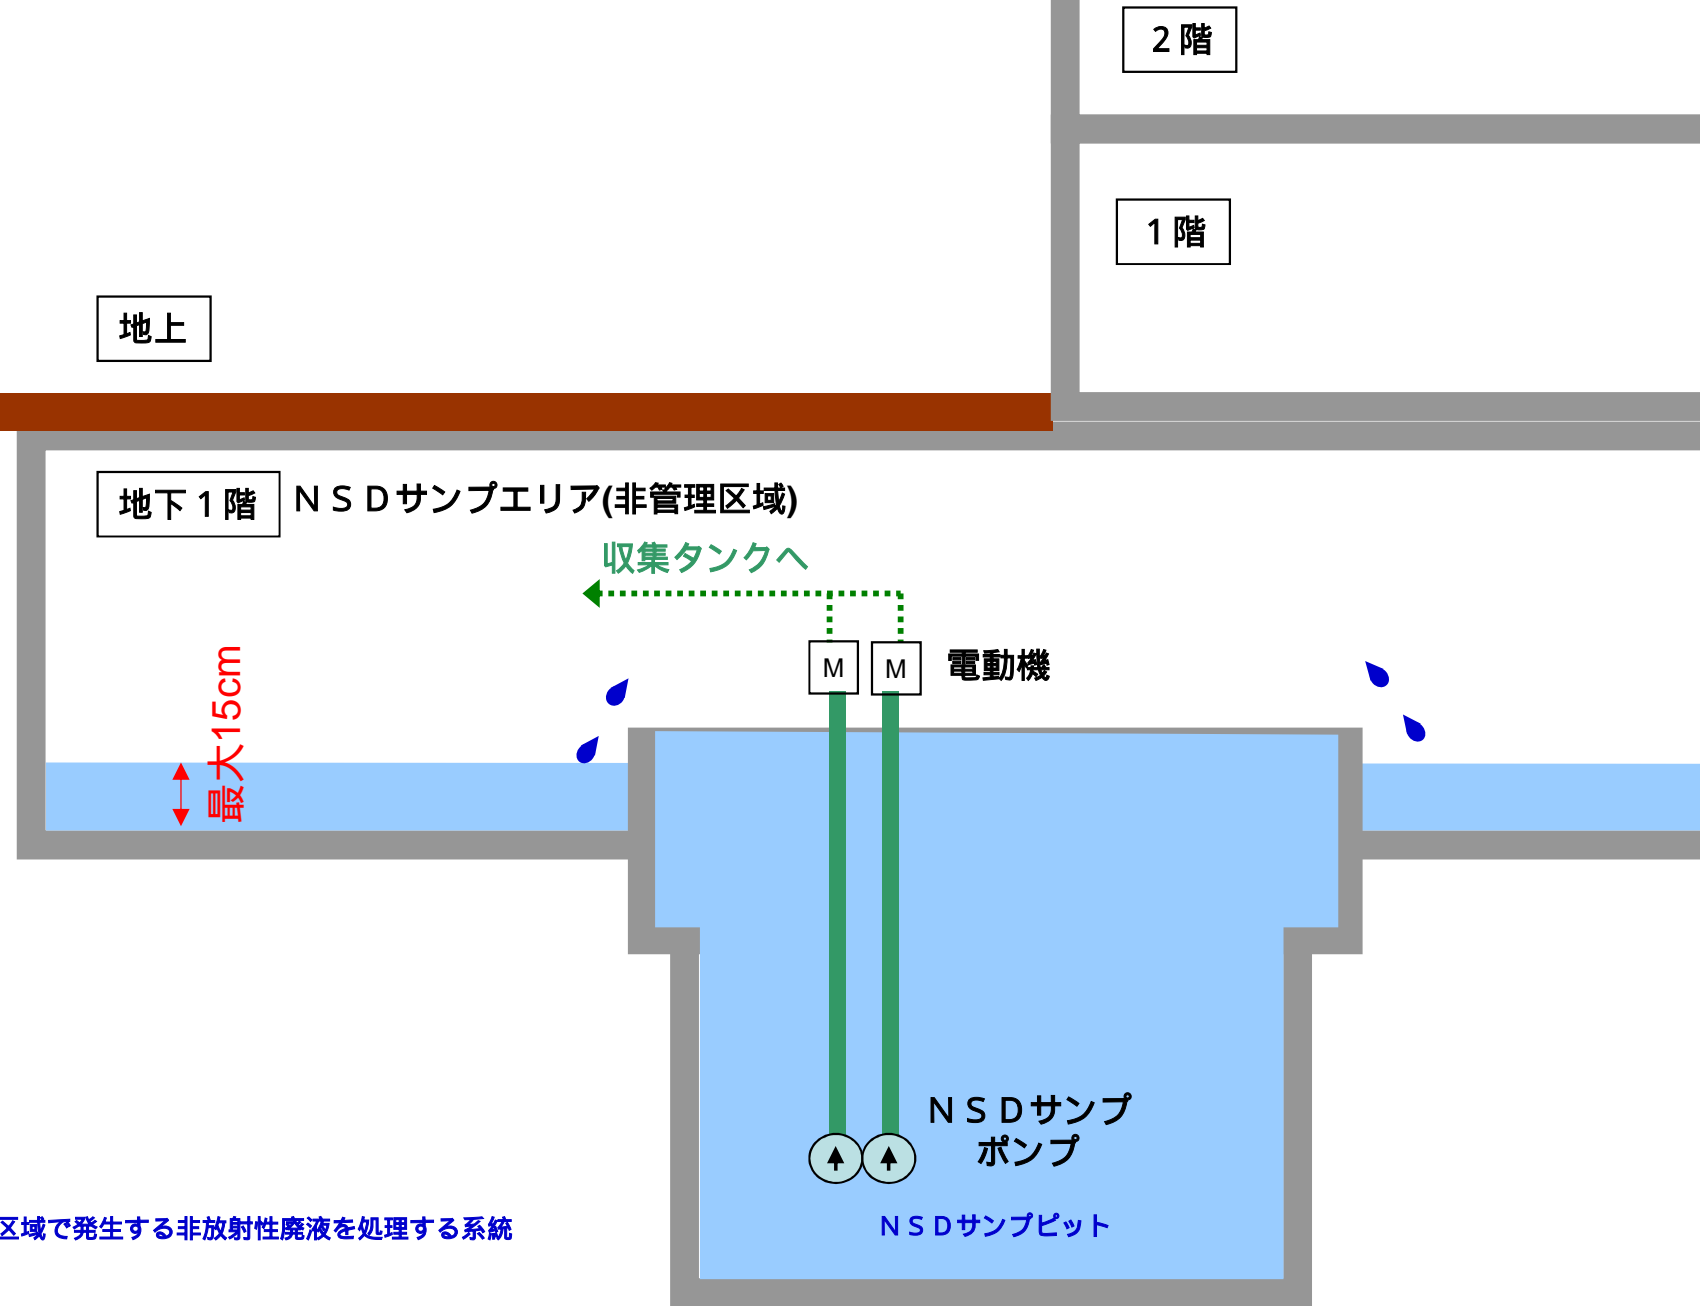 ２階
１階
地上
地下１階
ＮＳＤサンプエリア(非管理区域)
収集タンクへ
M
M
電動機
最大15cm
ＮＳＤサンプ
ポンプ
ＮＳＤサンプピット
区域で発生する非放射性廃液を処理する系統